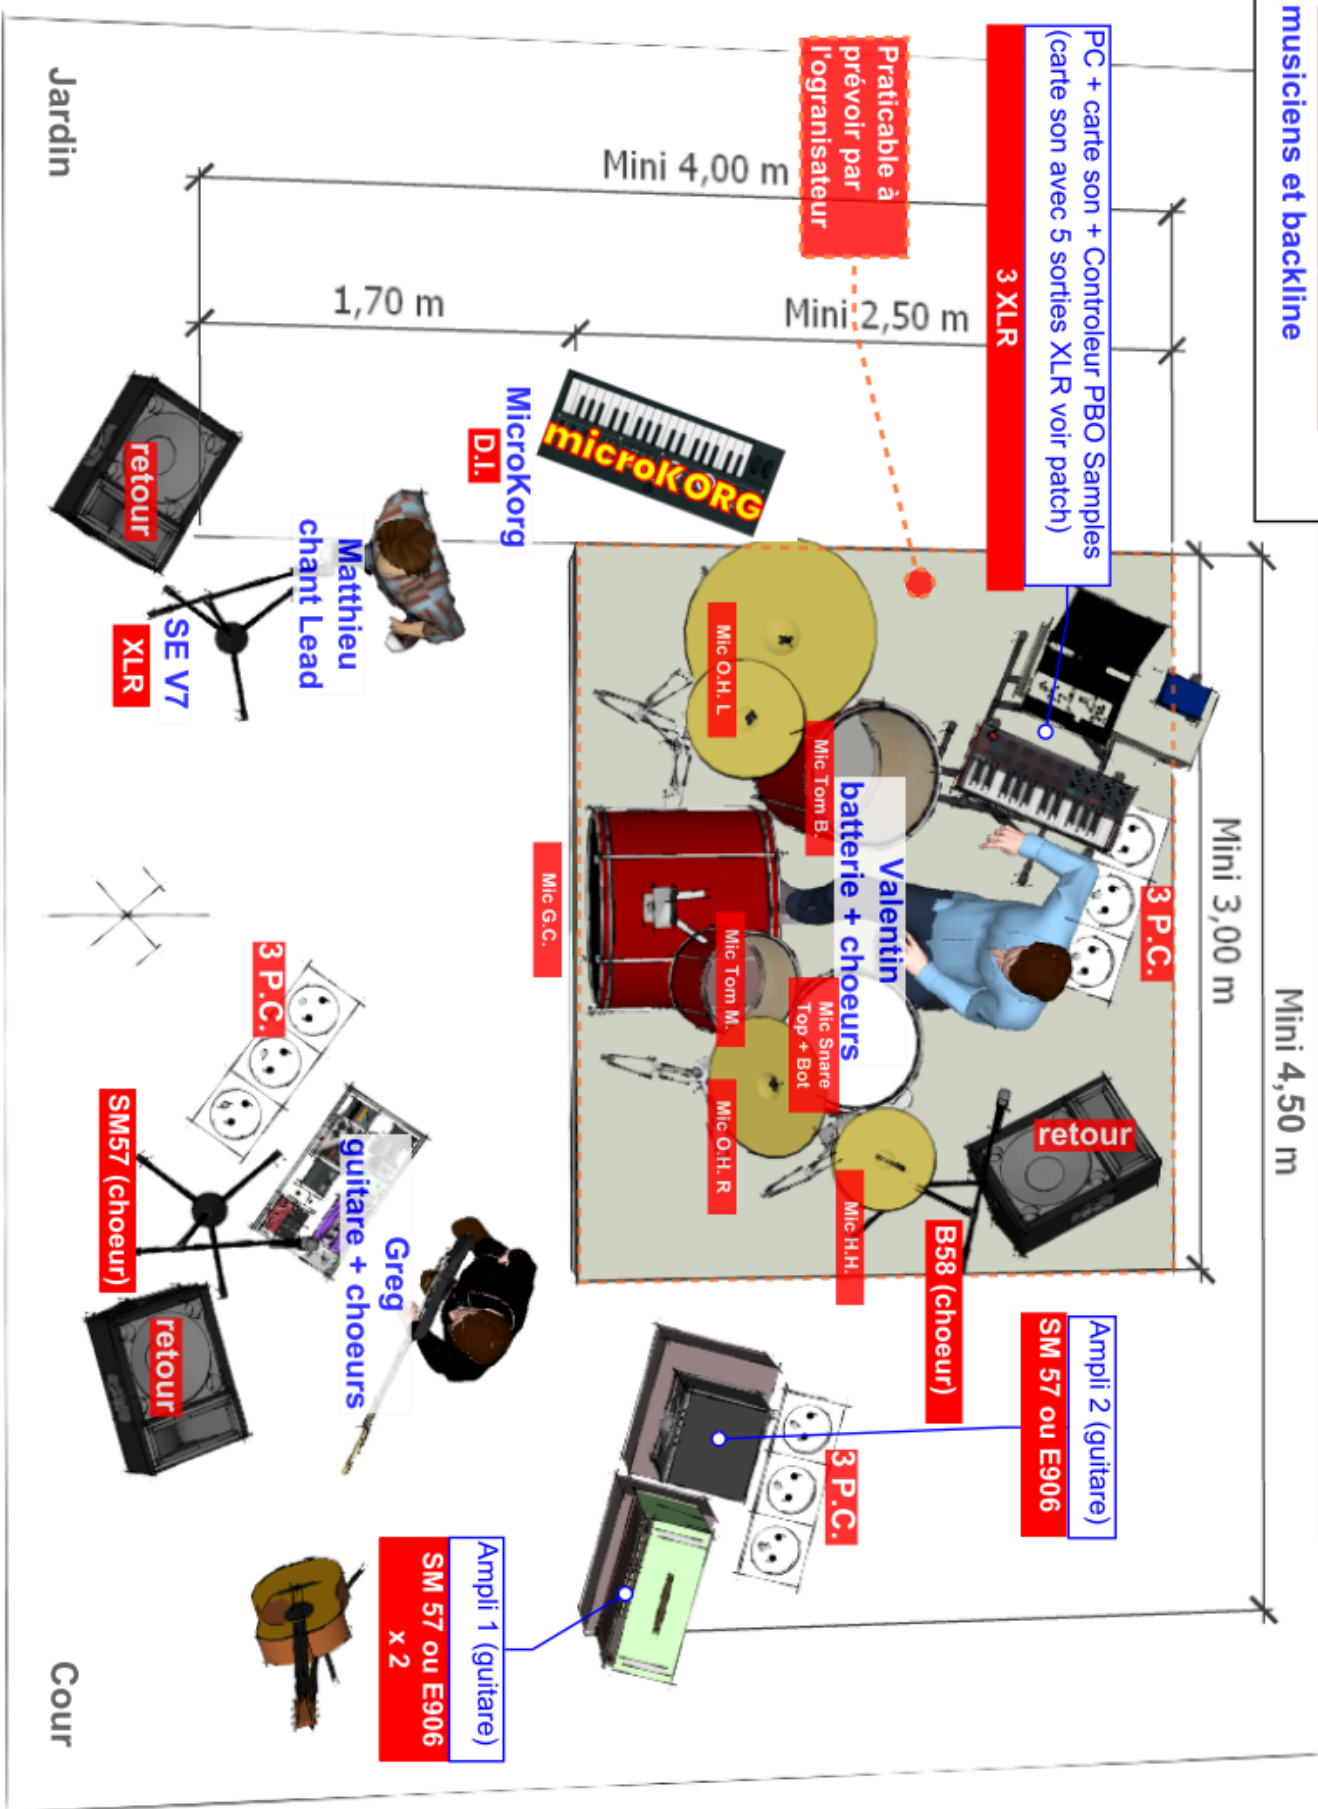 musiciens et backline
PC + carte son + Controleur PBO Samples
(carte son avec 5 sorties XLR voir patch)
3 XLR
Praticable à
prévoir par
l'ogranisateur
Mini 4,00 m
1,70 m
Mini 2,50 m
Mini 3,00 m
Mini 4,50 m
3 P.C.
retour
B58 (choeur)
Valentin
batterie + choeurs
Mic O.H. L
Mic Tom B.
Mic Tom M.
Mic Snare
Top + Bot
Mic O.H. R
Mic H.H.
Mic G.C.
Ampli 2 (guitare)
SM 57 ou E906
3 P.C.
Ampli 1 (guitare)
SM 57 ou E906
x 2
microKORG
MicroKorg
D.I.
Matthieu
chant Lead
SE V7
XLR
retour
Greg
guitare + choeurs
3 P.C.
SM57 (choeur)
retour
Jardin
Cour